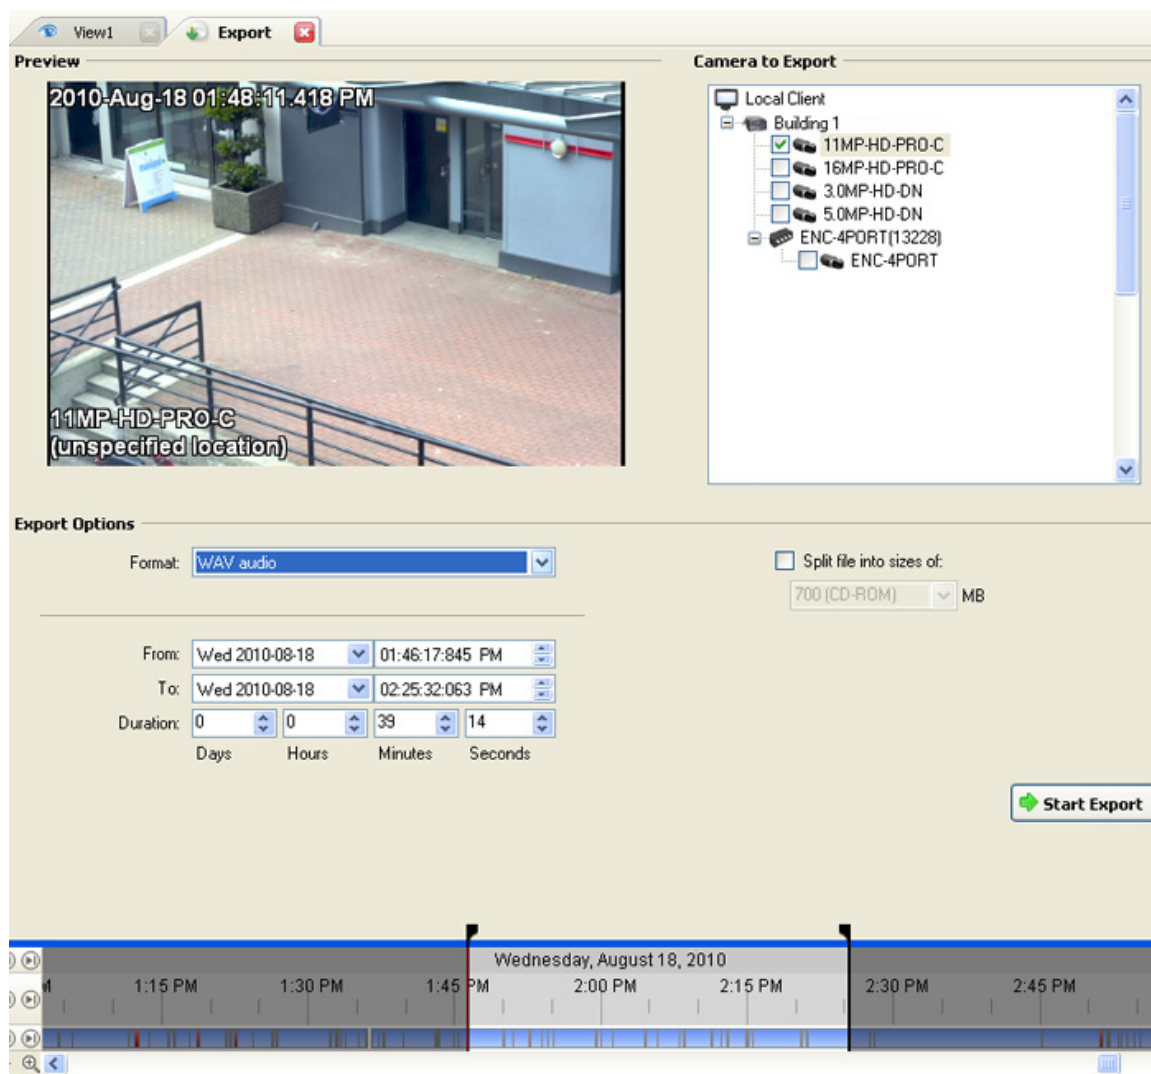 View1
Export
Preview
Camera to Export
2010-Aug-18 01:48:11.418 PM
Local Client
Building 1
11MP-HD-PRO-C
16MP-HD-PRO-C
3.0MP-HD-DN
5.0MP-HD-DN
ENC-4PORT(13228)
ENC-4PORT
11MP-HD-PRO-C
(unspecified location)
Export Options
Format: WAV audio
Split file into sizes of:
700 (CD-ROM) MB
From: Wed 2010-08-18 01:46:17:845 PM
To: Wed 2010-08-18 02:25:32:063 PM
Duration: 0 0 39 14
Days Hours Minutes Seconds
Start Export
Wednesday, August 18, 2010
1:15 PM 1:30 PM 1:45 PM 2:00 PM 2:15 PM 2:30 PM 2:45 PM